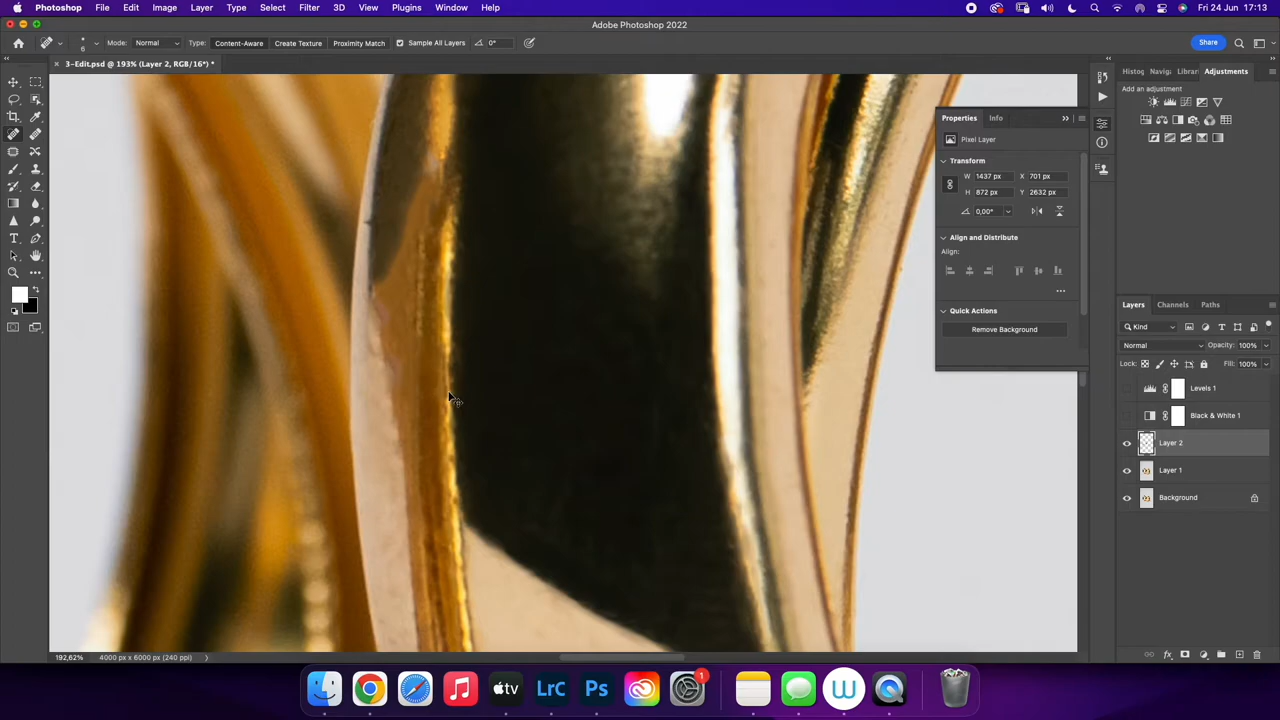 Photoshop File Edit Image Layer Type Select Filter 3D View Plugins Window Help Fri 24 Jun 17:13
Adobe Photoshop 2022
6 Mode: Normal Type: Content-Aware Create Texture Proximity Match Sample All Layers 0° Share
3-Edit.psd @ 193% (Layer 2, RGB/16*) *
Histog Naviga Librar Adjustments
Add an adjustment
Properties Info
Pixel Layer
Transform
W 1437 px X 701 px
H 872 px Y 2632 px
0,00°
Align and Distribute
Align:
Quick Actions
Remove Background
Layers Channels Paths
Kind
Normal Opacity: 100%
Lock: Fill: 100%
Levels 1
Black & White 1
Layer 2
Layer 1
Background
192,62% 4000 px x 6000 px (240 ppi)
tv LrC Ps 1 W